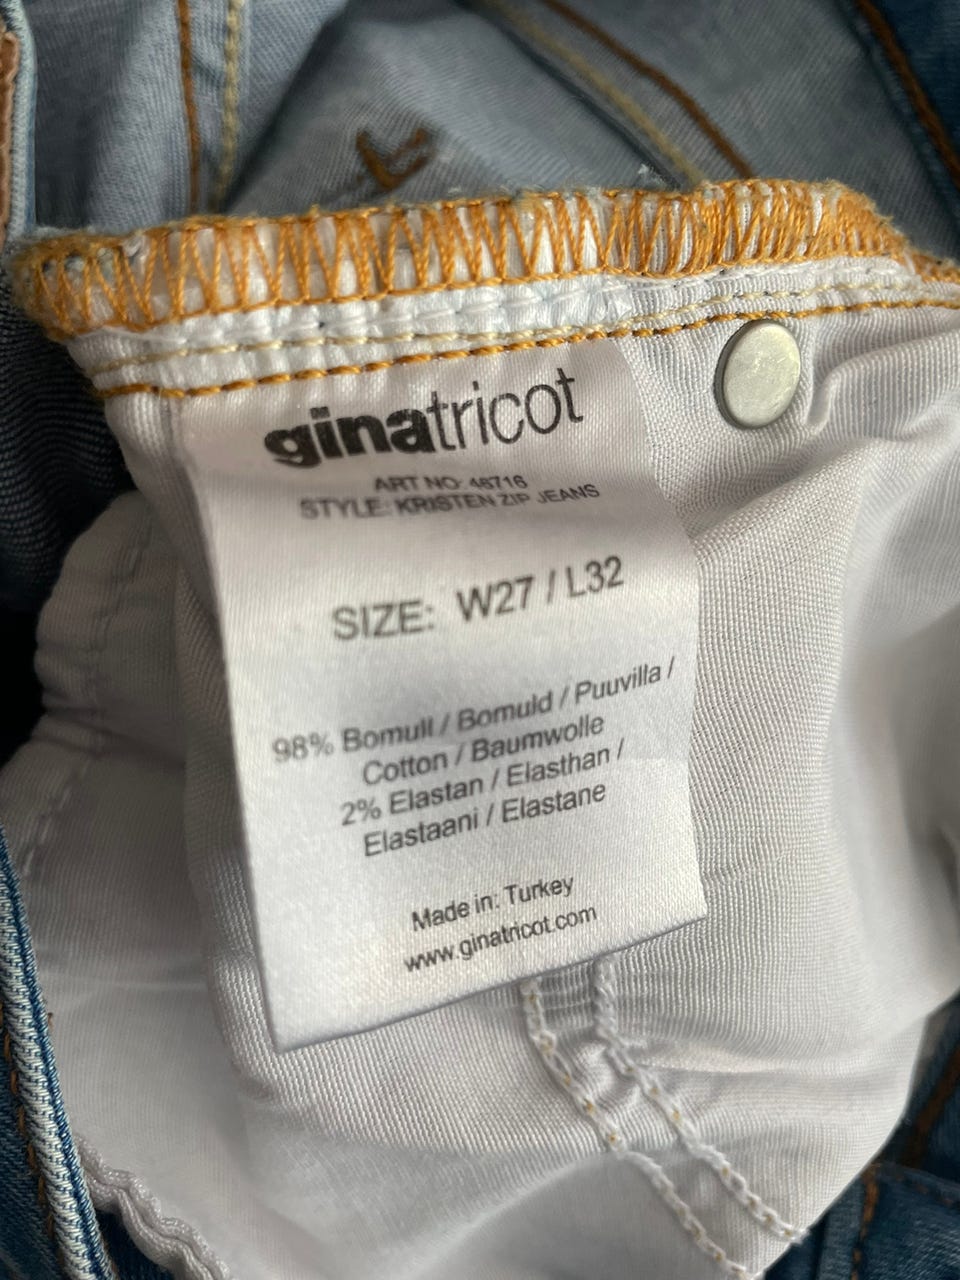 ginatricot
ART NO: 46716
STYLE: KRISTEN ZIP JEANS
SIZE: W27 / L32
98% Bomull / Bomuld / Puuvilla /
Cotton / Baumwolle
2% Elastan / Elasthan /
Elastaani / Elastane
Made in: Turkey
www.ginatricot.com